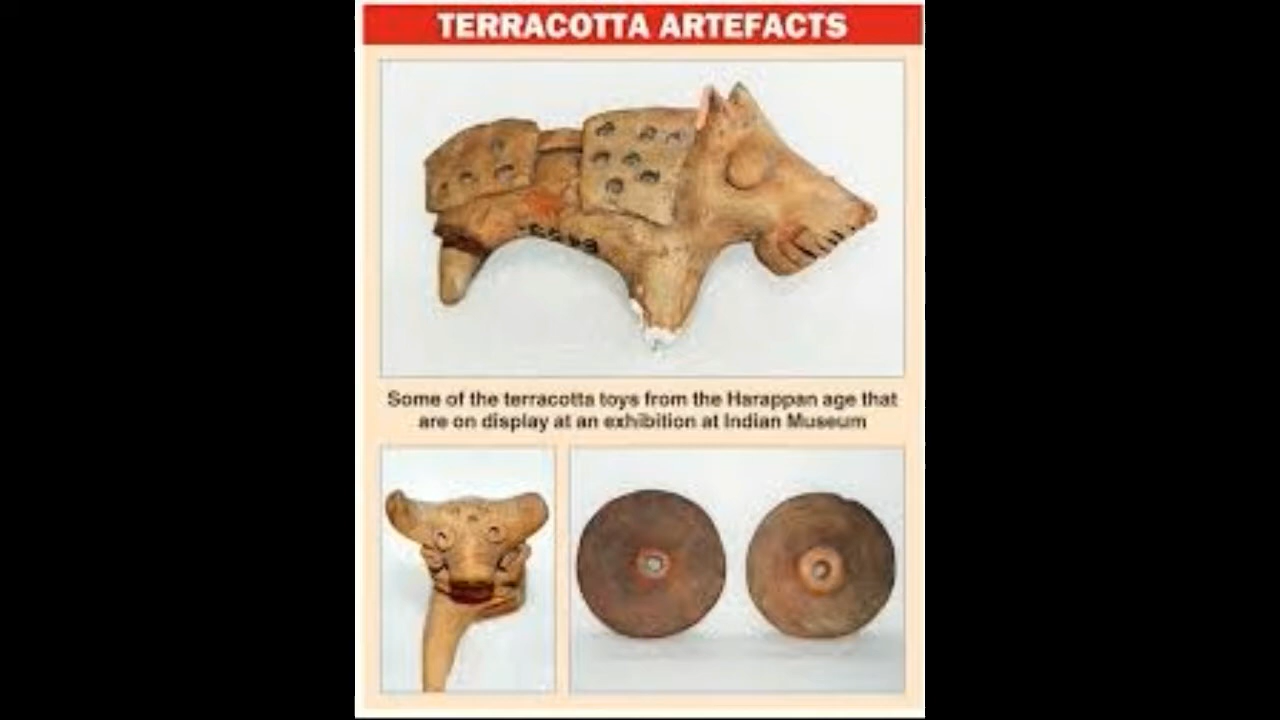 TERRACOTTA ARTEFACTS
Some of the terracotta toys from the Harappan age that
are on display at an exhibition at Indian Museum